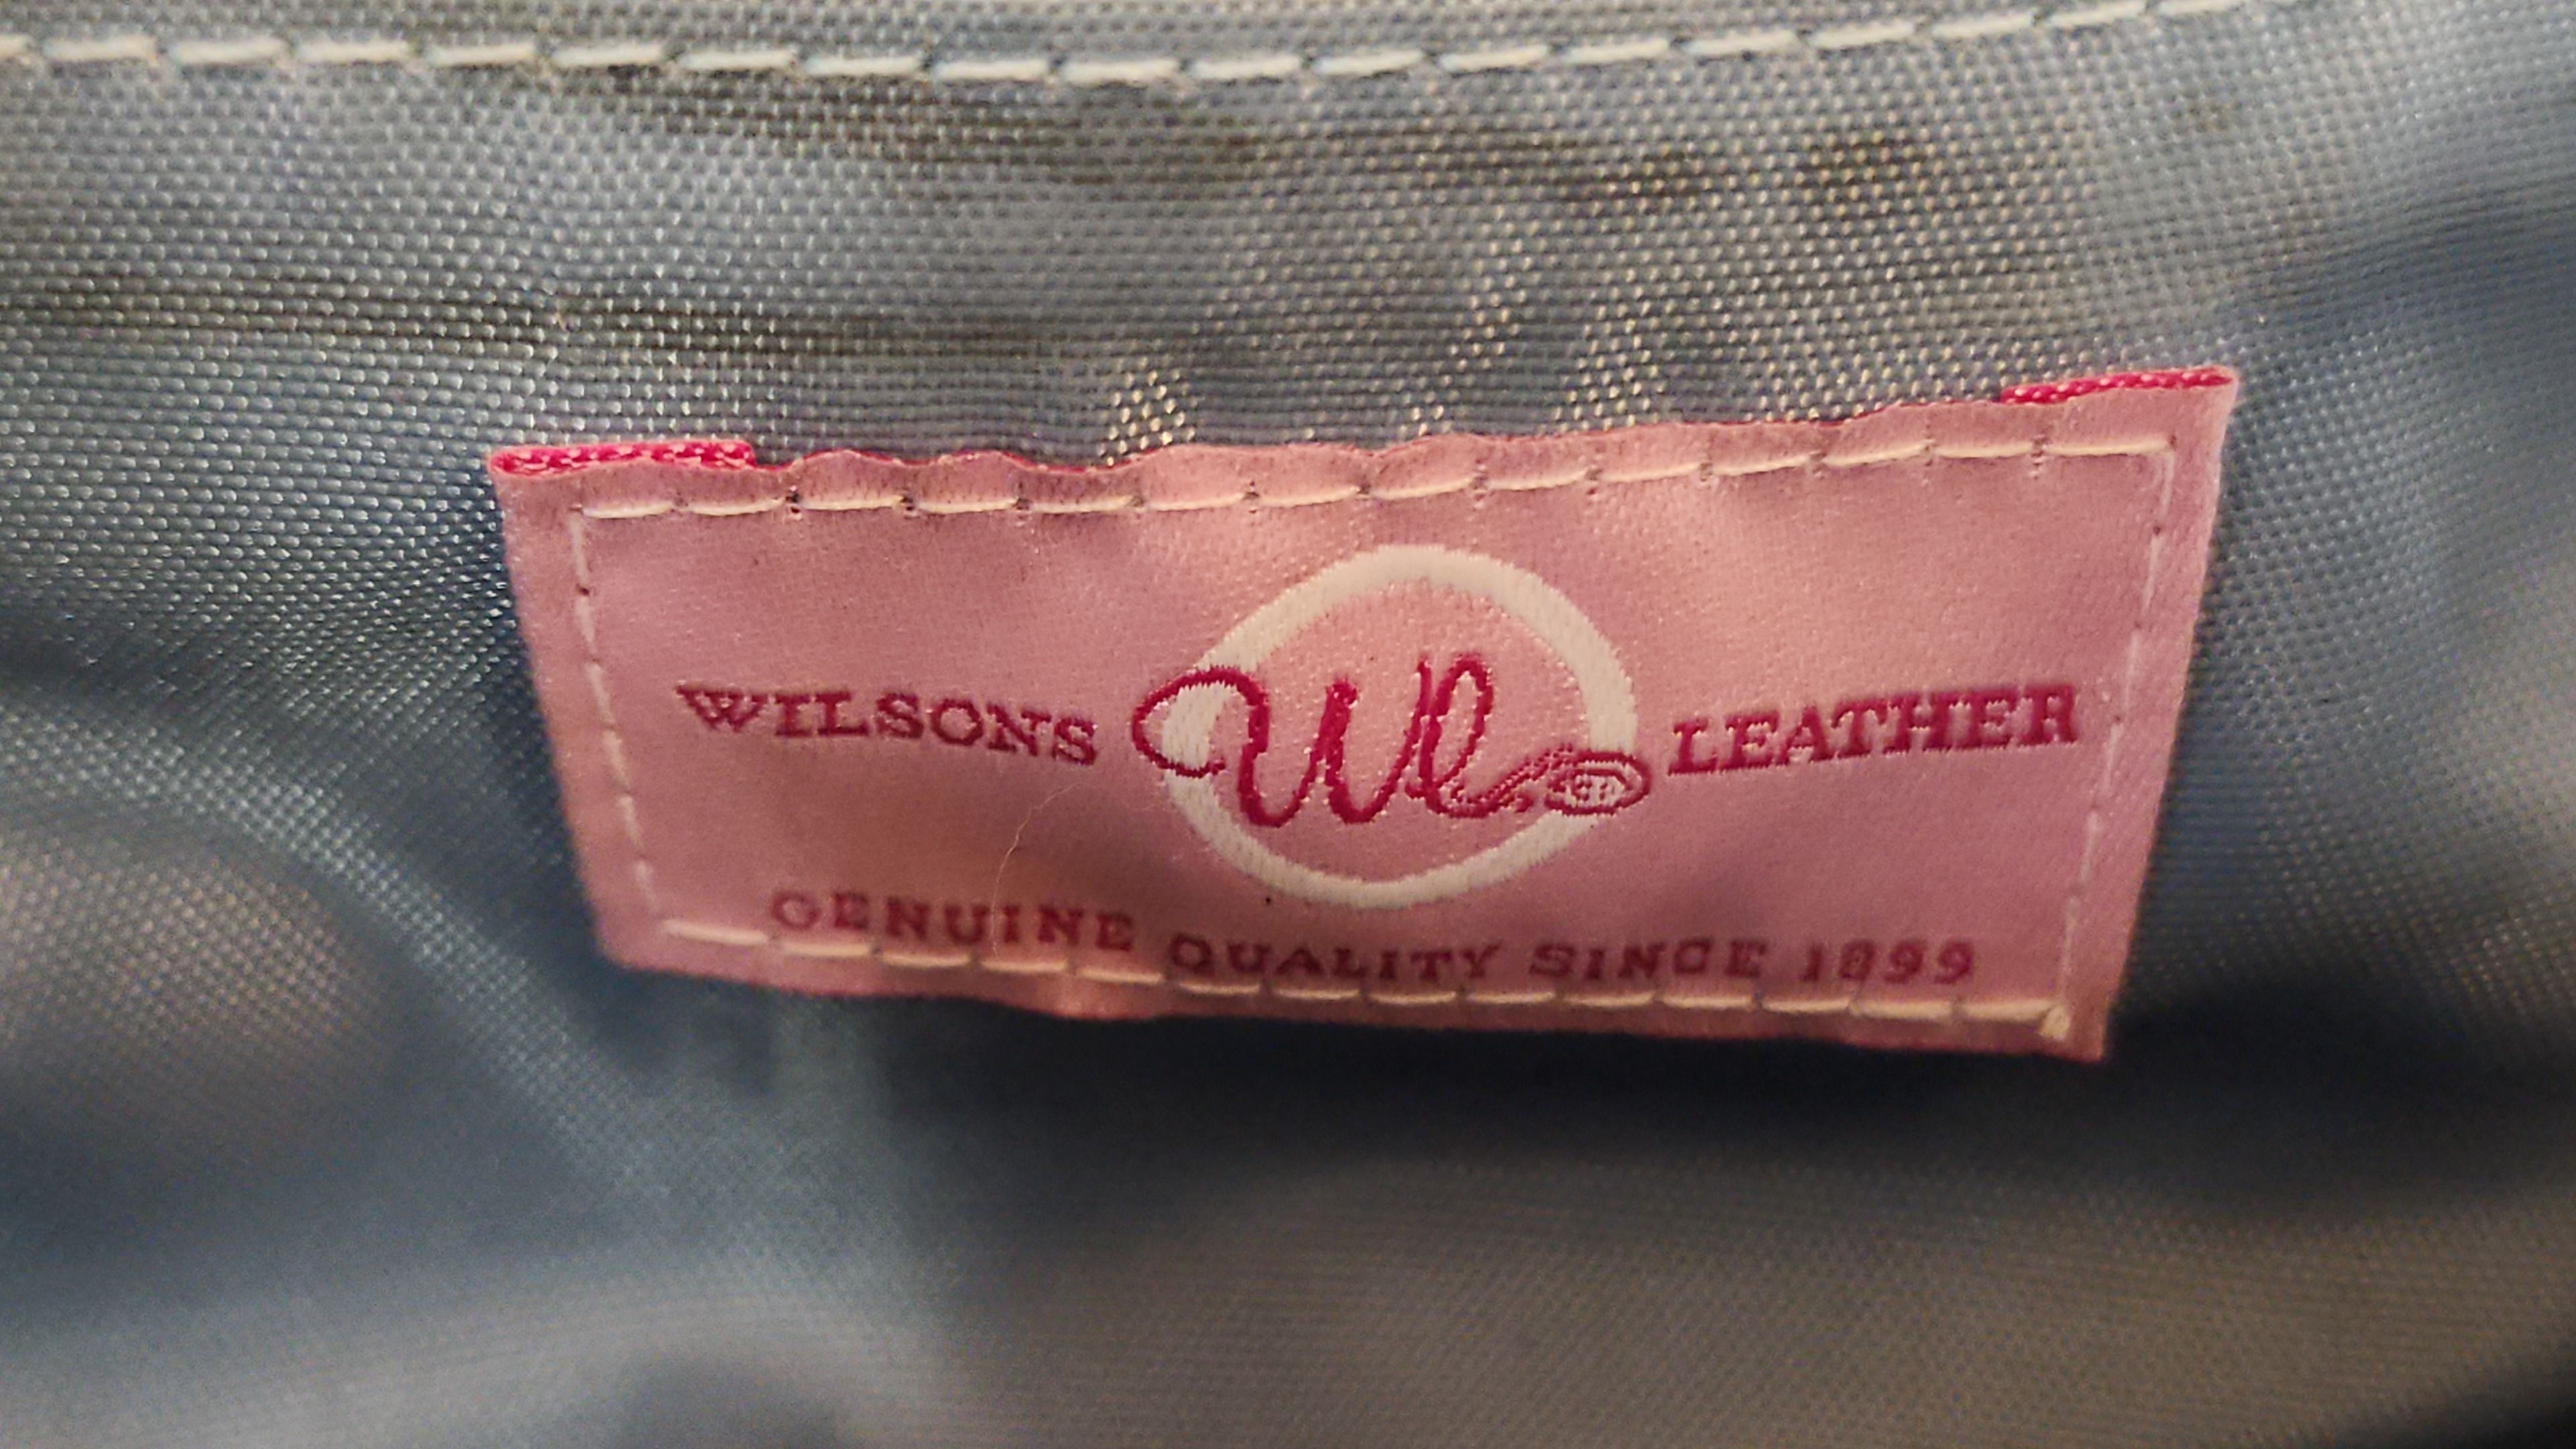 WILSONS Wl LEATHER
GENUINE QUALITY SINCE 1899